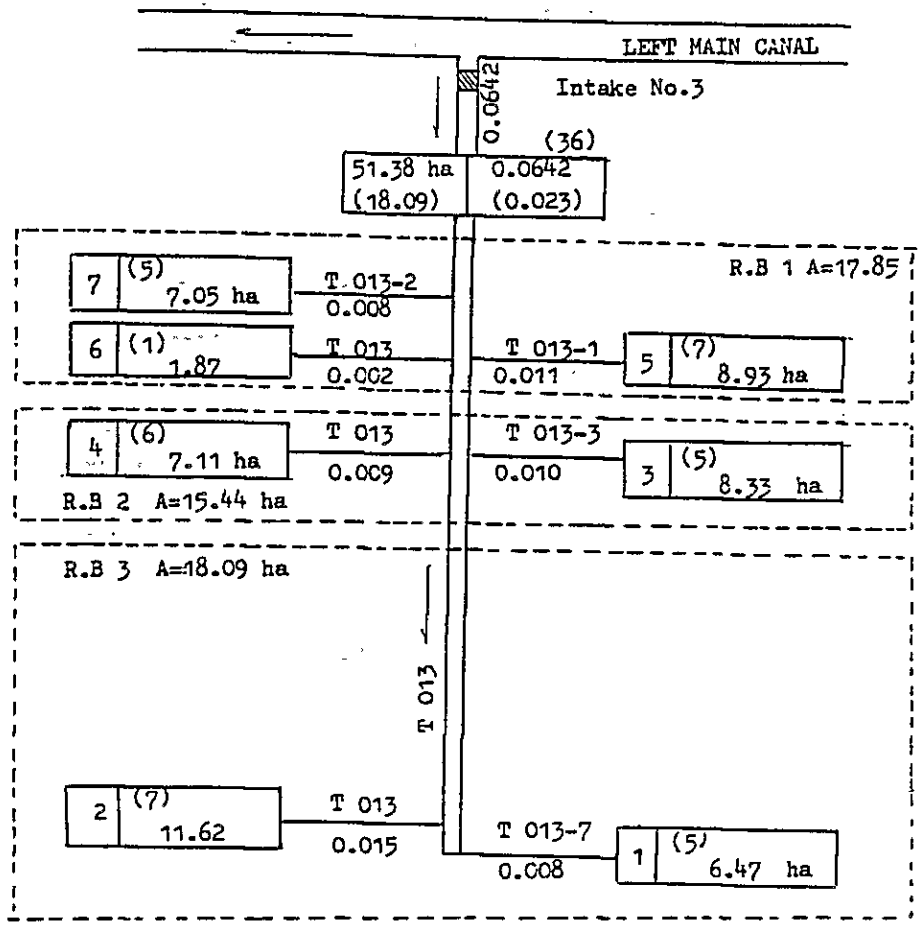 LEFT MAIN CANAL
Intake No.3
0.0642
(36)
51.38 ha 0.0642
(18.09) (0.023)
R.B 1 A=17.85
7 (5) 7.05 ha
T 013-2
0.008
6 (1) 1.87
T 013
0.002
T 013-1
0.011
5 (7) 8.93 ha
4 (6) 7.11 ha
T 013
0.009
T 013-3
0.010
3 (5) 8.33 ha
R.B 2 A=15.44 ha
R.B 3 A=18.09 ha
T 013
2 (7) 11.62
T 013
0.015
T 013-7
0.008
1 (5) 6.47 ha